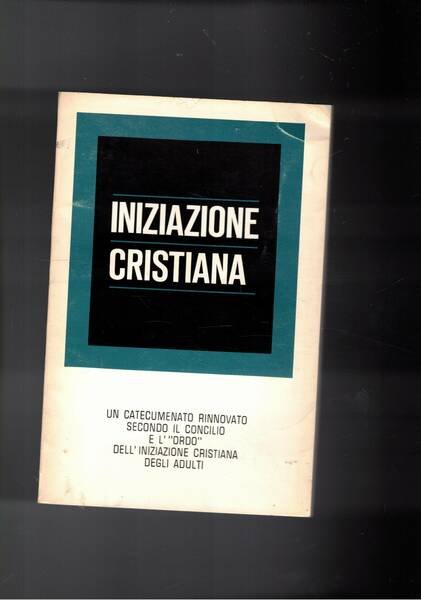 INIZIAZIONE
CRISTIANA
UN CATECUMENATO RINNOVATO
SECONDO IL CONCILIO
E L' "ORDO"
DELL' INIZIAZIONE CRISTIANA
DEGLI ADULTI